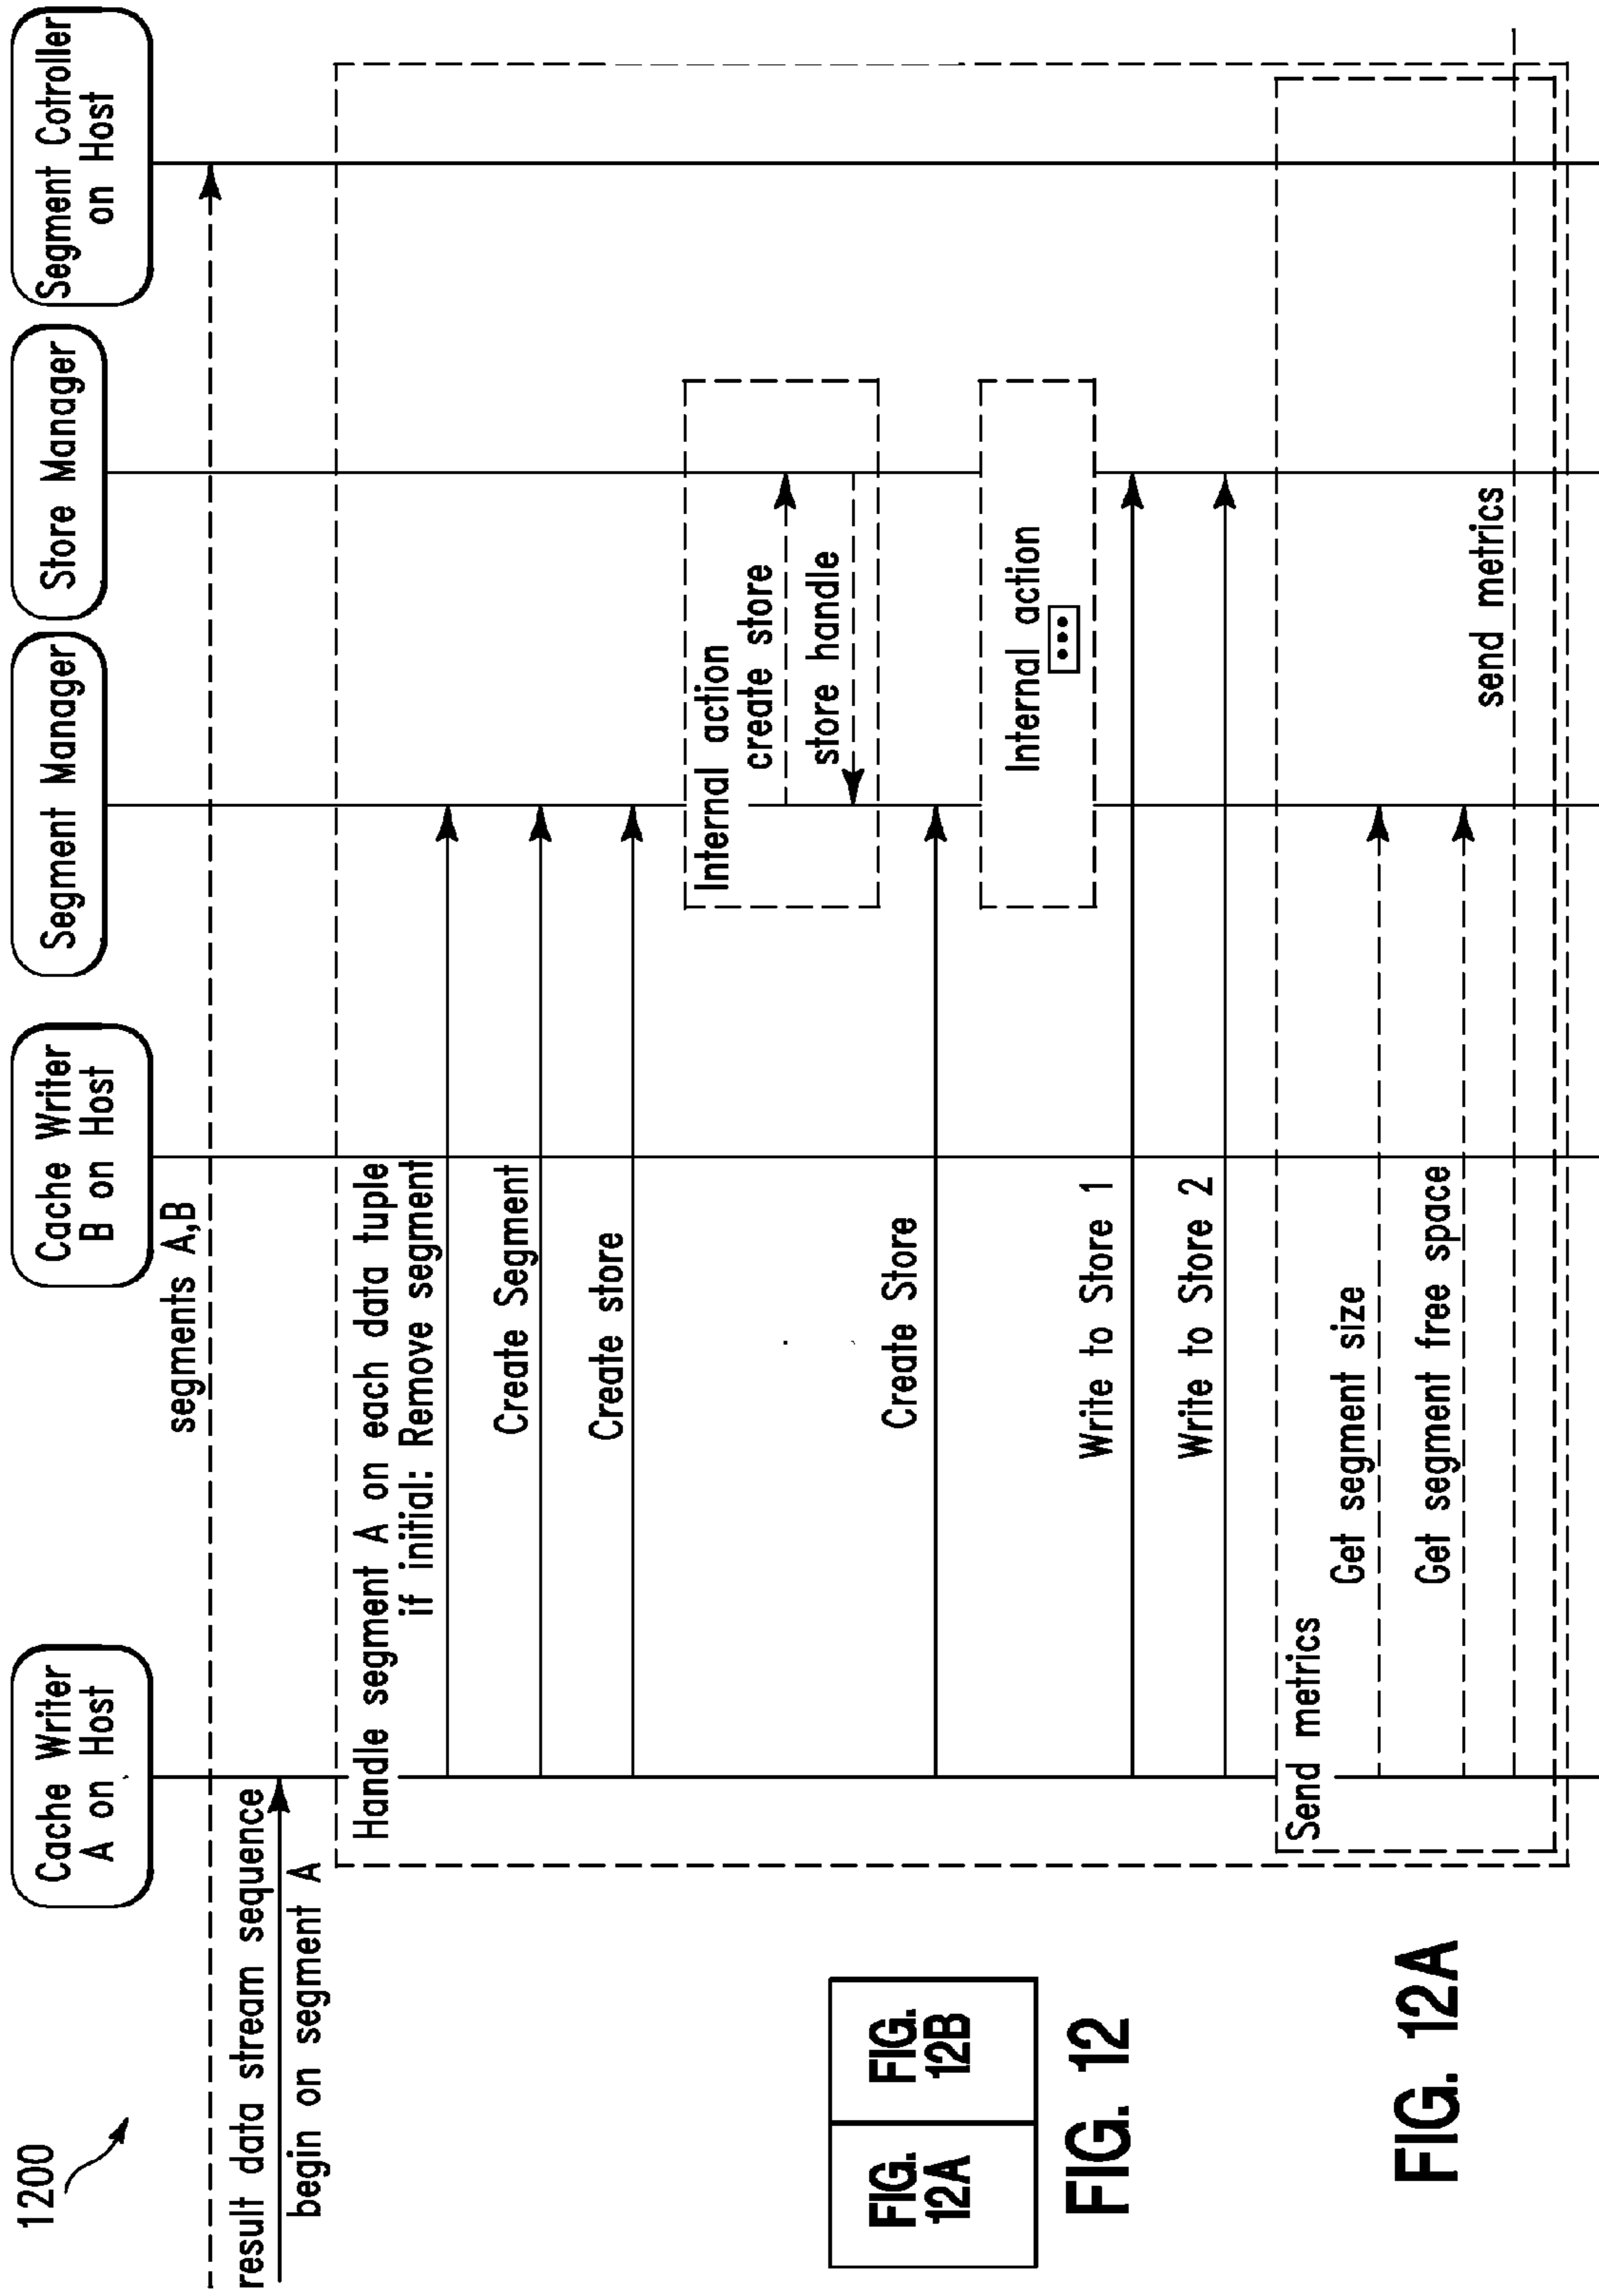 1200
Cache Writer
A on Host
Cache Writer
B on Host
Segment Manager
Store Manager
Segment Cotroller
on Host
segments A,B
result data stream sequence
begin on segment A
Handle segment A on each data tuple
if initial: Remove segment
Create Segment
Create store
Internal action
create store
store handle
Create Store
Internal action
Write to Store 1
Write to Store 2
Send metrics
Get segment size
Get segment free space
send metrics
FIG.
12A
FIG.
12B
FIG. 12
FIG. 12A